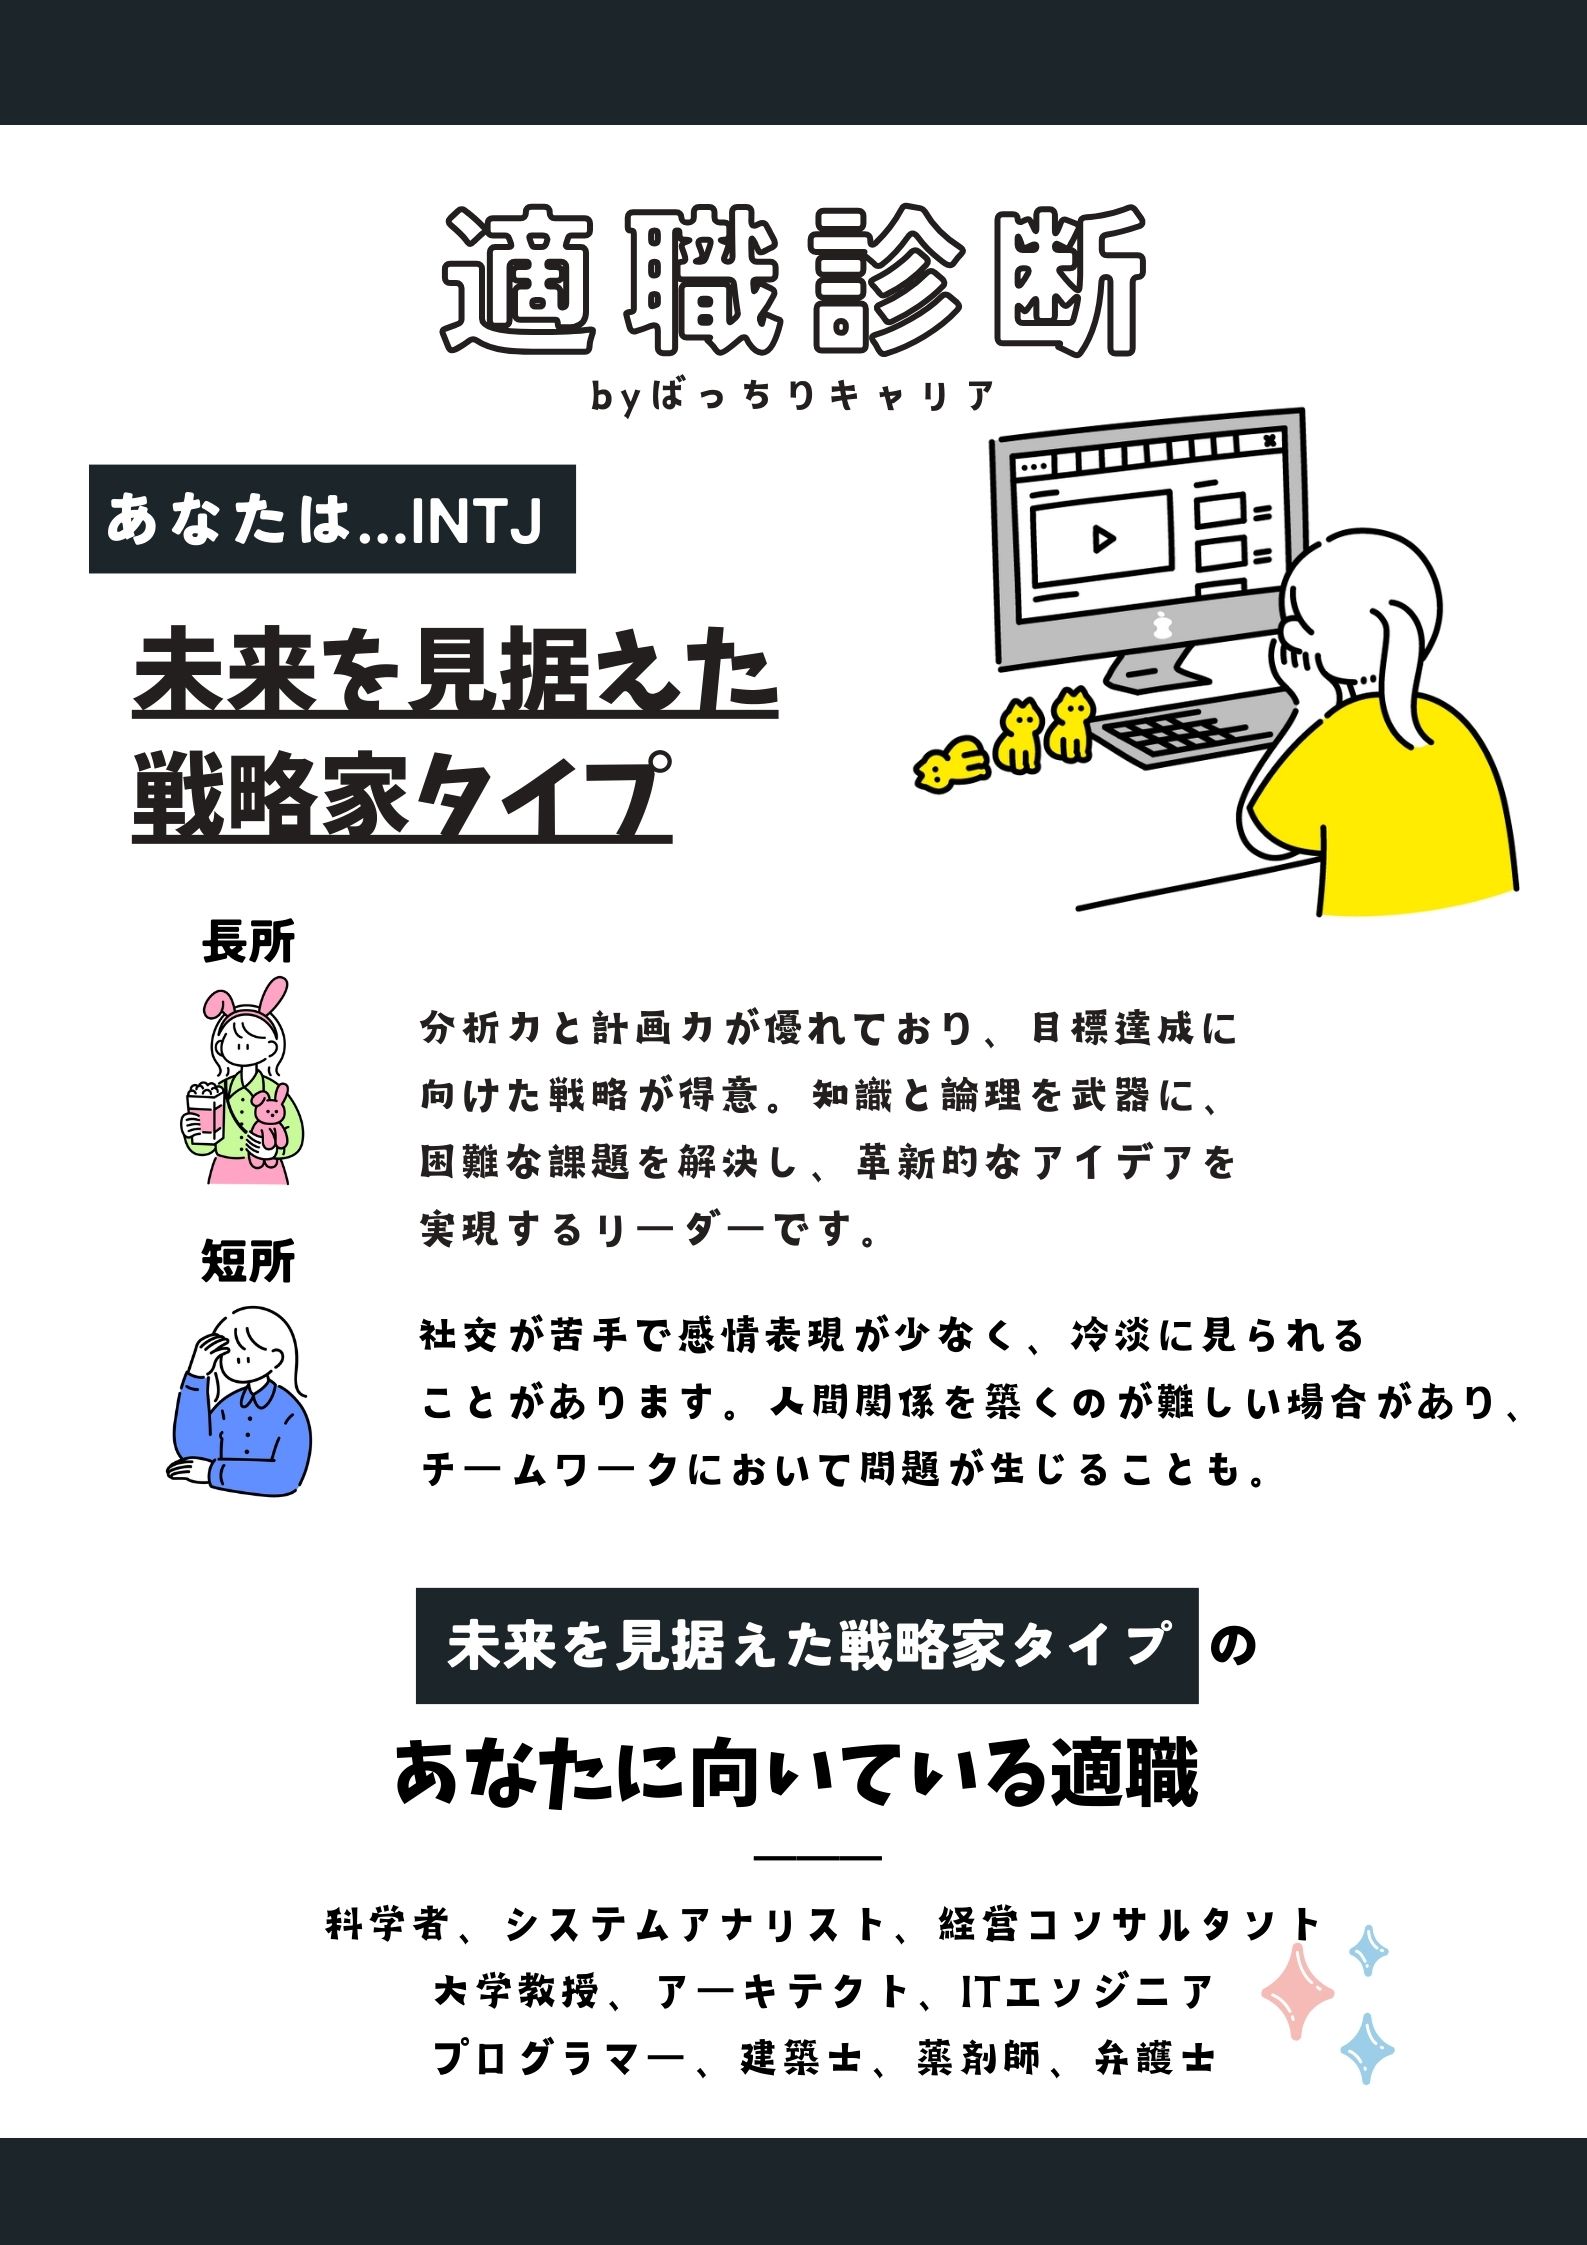 適職診断
byばっちりキャリア
あなたは...INTJ
未来を見据えた
戦略家タイプ
長所
分析力と計画力が優れており、目標達成に
向けた戦略が得意。知識と論理を武器に、
困難な課題を解決し、革新的なアイデアを
実現するリーダーです。
短所
社交が苦手で感情表現が少なく、冷淡に見られる
ことがあります。人間関係を築くのが難しい場合があり、
チームワークにおいて問題が生じることも。
未来を見据えた戦略家タイプ の
あなたに向いている適職
科学者、システムアナリスト、経営コンサルタント
大学教授、アーキテクト、ITエンジニア
プログラマー、建築士、薬剤師、弁護士